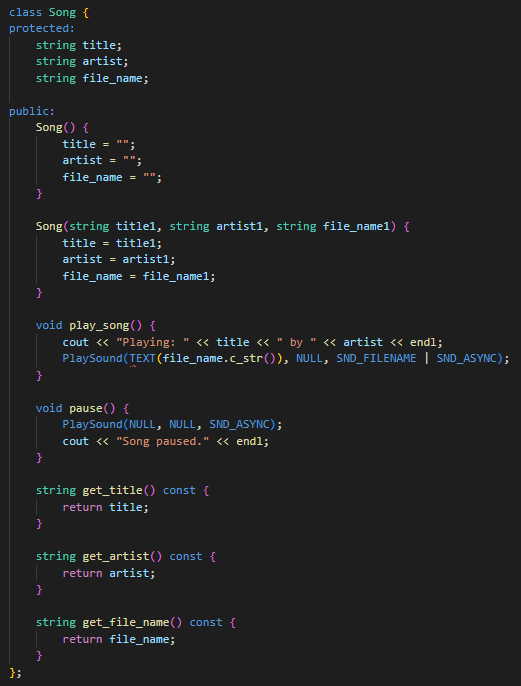 class Song {
protected:
    string title;
    string artist;
    string file_name;

public:
    Song() {
        title = "";
        artist = "";
        file_name = "";
    }

    Song(string title1, string artist1, string file_name1) {
        title = title1;
        artist = artist1;
        file_name = file_name1;
    }

    void play_song() {
        cout << "Playing: " << title << " by " << artist << endl;
        PlaySound(TEXT(file_name.c_str()), NULL, SND_FILENAME | SND_ASYNC);
    }

    void pause() {
        PlaySound(NULL, NULL, SND_ASYNC);
        cout << "Song paused." << endl;
    }

    string get_title() const {
        return title;
    }

    string get_artist() const {
        return artist;
    }

    string get_file_name() const {
        return file_name;
    }
};